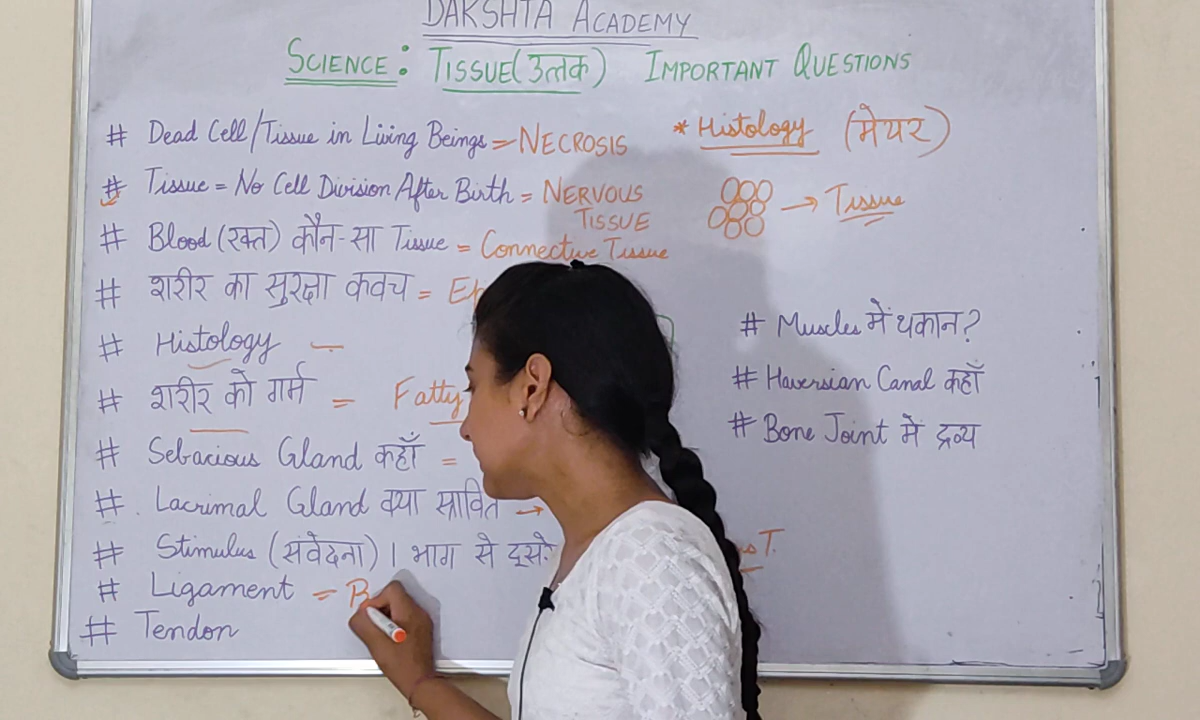 DAKSHTA ACADEMY
SCIENCE: TISSUE(उत्तक) IMPORTANT QUESTIONS
# Dead Cell/Tissue in Living Beings = NECROSIS
# Tissue = No Cell Division After Birth = NERVOUS TISSUE
# Blood (रक्त) कौन-सा Tissue = Connective Tissue
# शरीर का सुरक्षा कवच =
# Histology
# शरीर को गर्म = Fatty
# Sebacious Gland कहाँ =
# Lacrimal Gland क्या स्रावित →
# Stimulus (संवेदना) 1 भाग से
# Ligament = B
# Tendon
* Histology (मेयर)
→ Tissue
# Muscles में थकान?
# Haversian Canal कहाँ
# Bone Joint में द्रव्य
T.